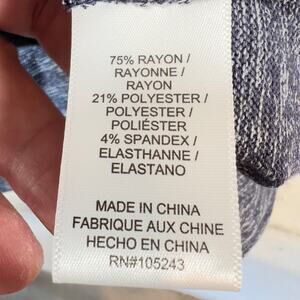 75% RAYON /
RAYONNE /
RAYON
21% POLYESTER /
POLYESTER /
POLIÉSTER
4% SPANDEX /
ELASTHANNE /
ELASTANO
MADE IN CHINA
FABRIQUE AUX CHINE
HECHO EN CHINA
RN#105243